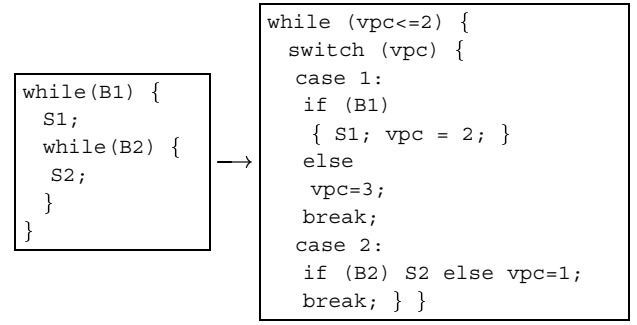 while(B1) {
S1;
while(B2) {
S2;
}
}
while (vpc<=2) {
switch (vpc) {
case 1:
if (B1)
{ S1; vpc = 2; }
else
vpc=3;
break;
case 2:
if (B2) S2 else vpc=1;
break; } }